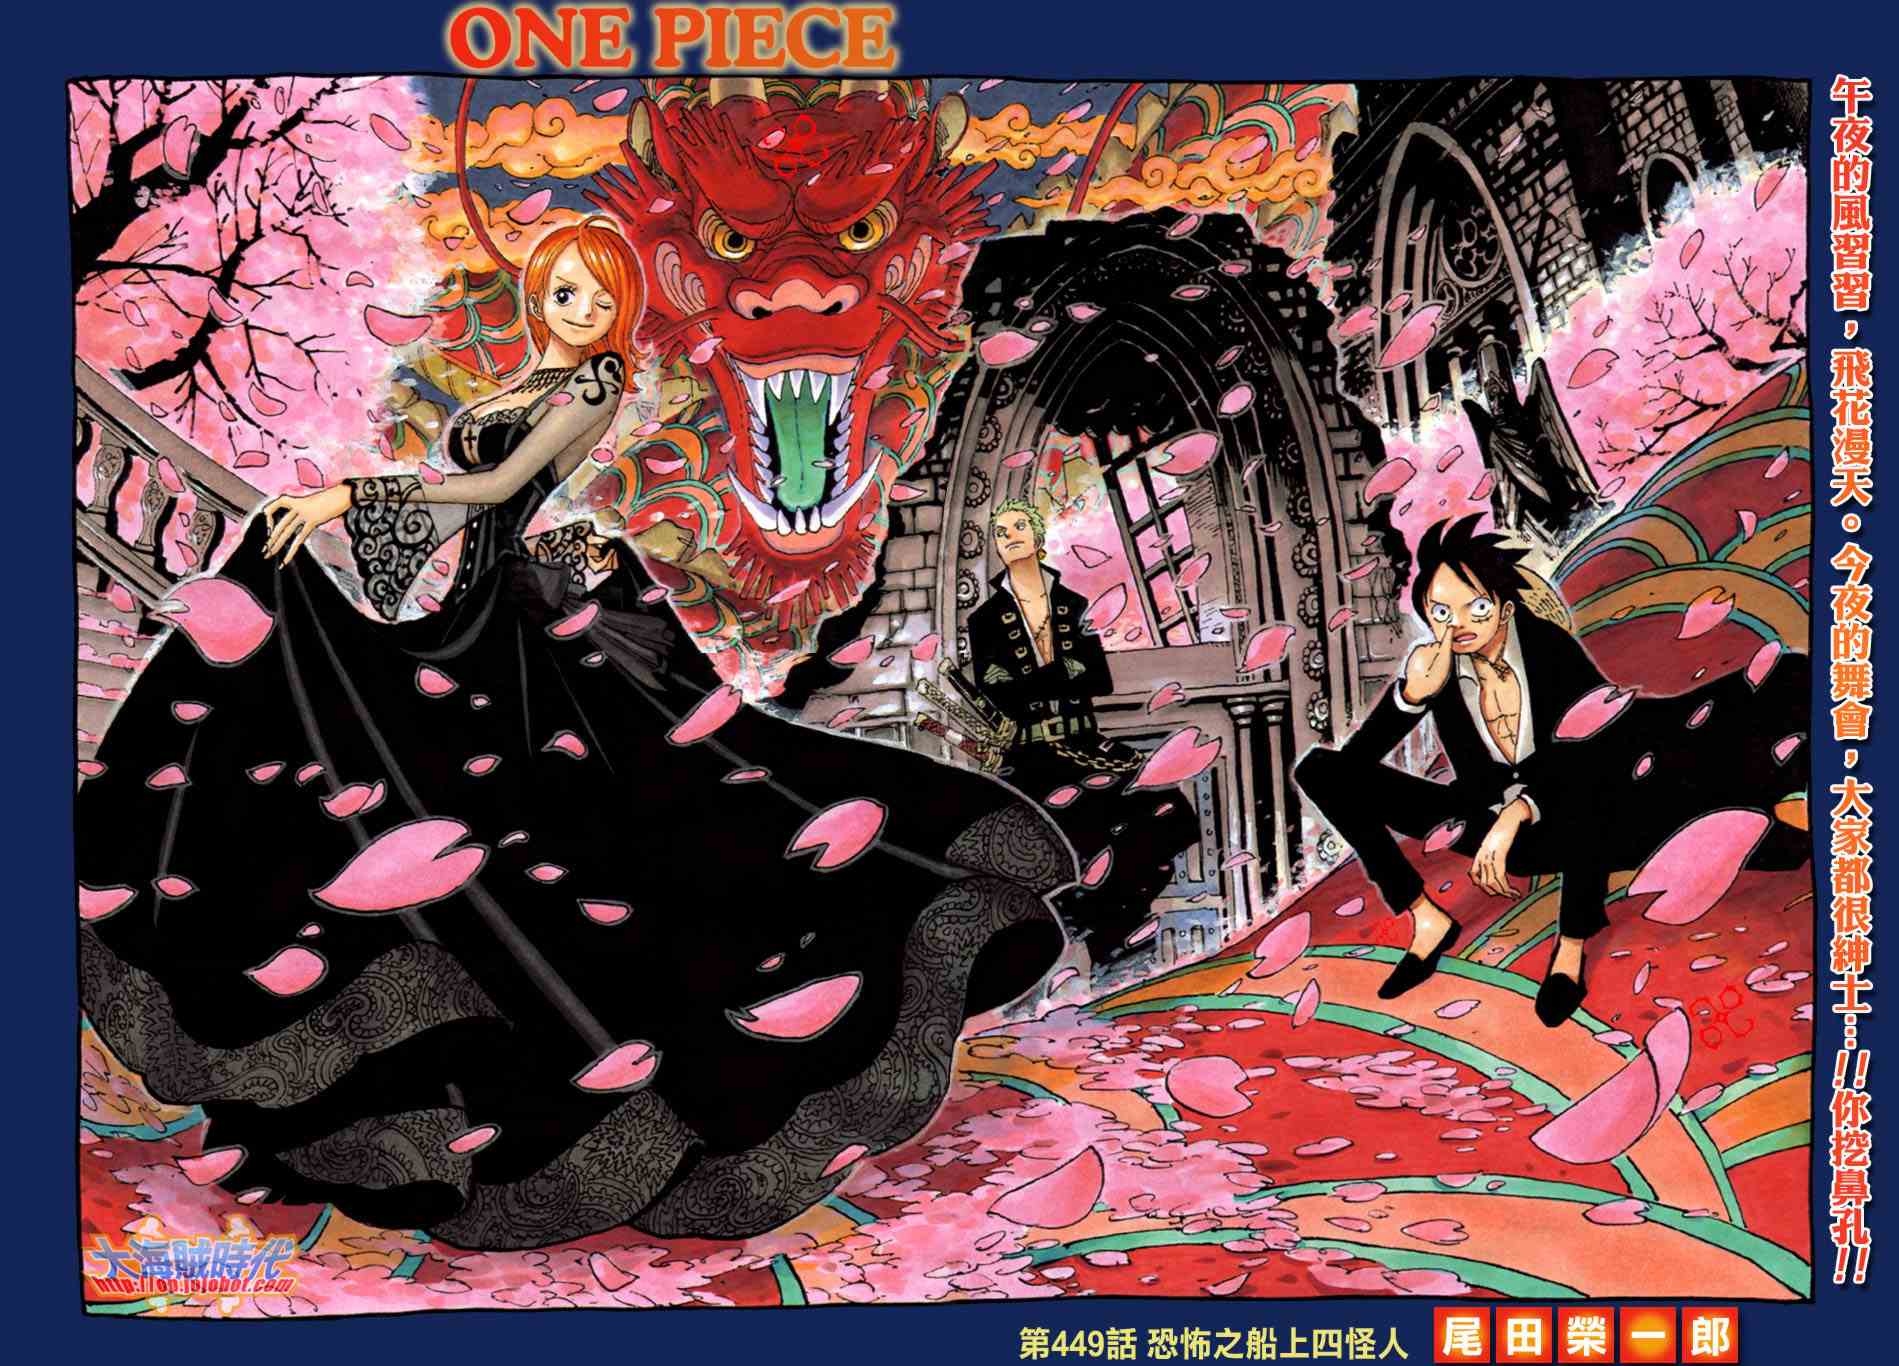 ONE PIECE
午夜的風習習，飛花漫天。今夜的舞會，大家都很紳士…!!你挖鼻孔!!
大海賊時代
http://op.jojohot.com
第449話 恐怖之船上四怪人
尾田榮一郎